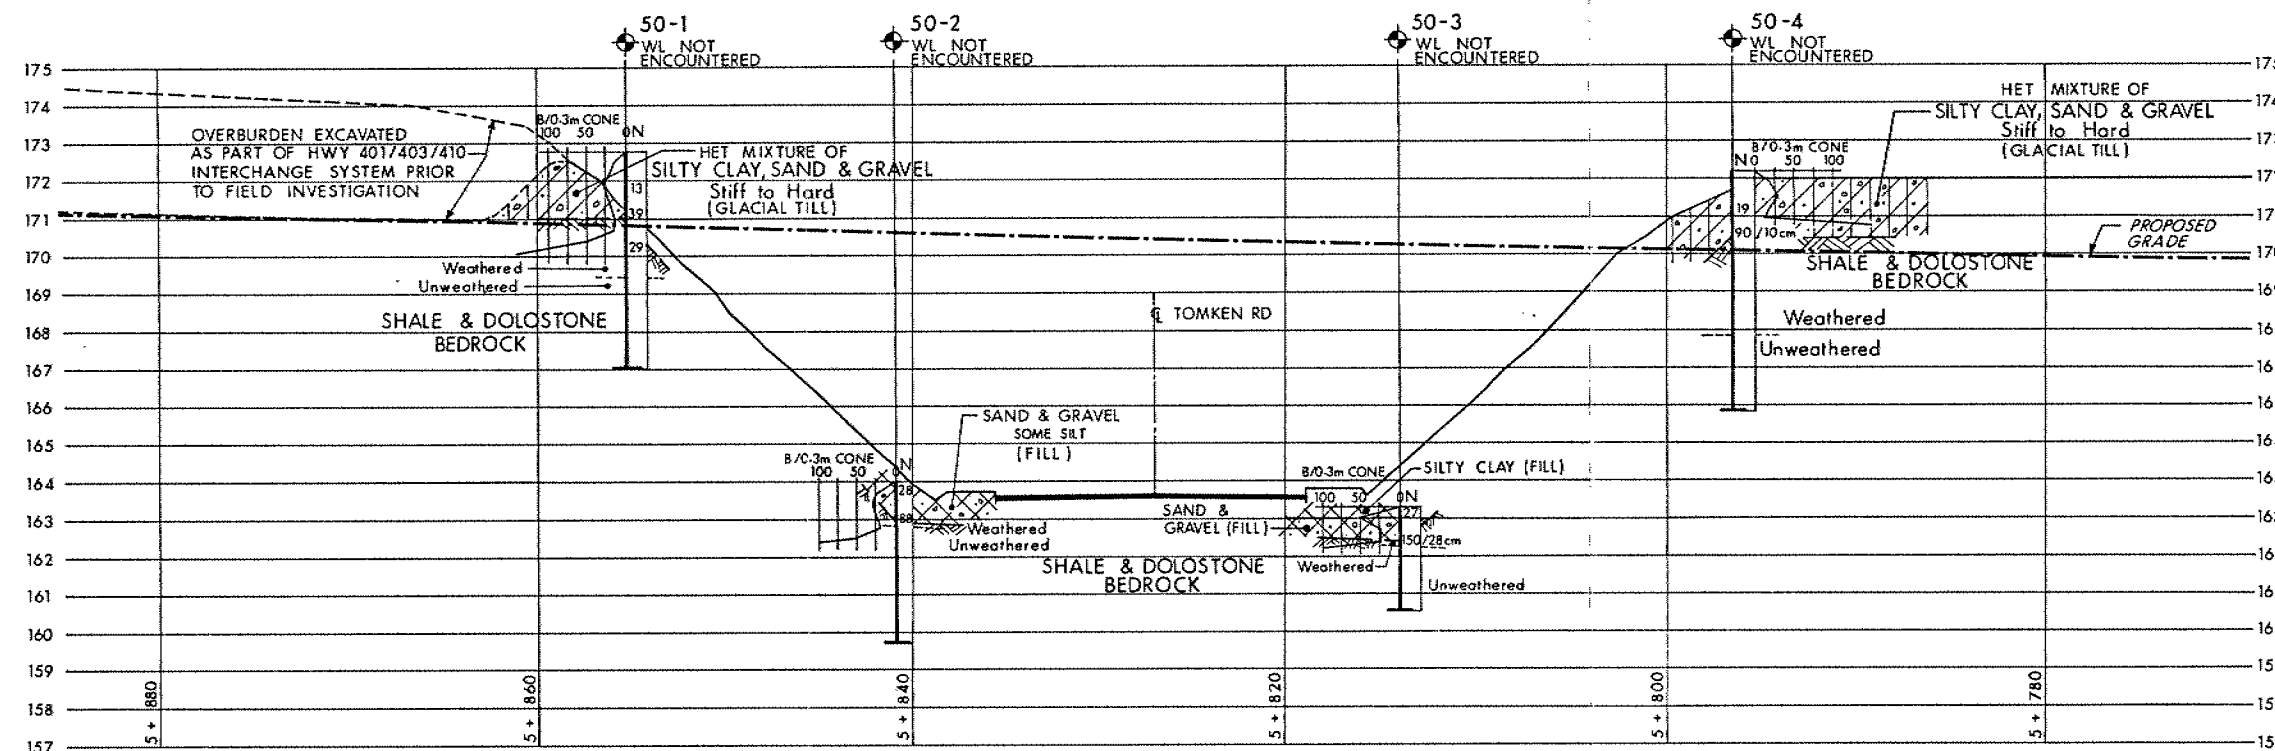 50-1
WL NOT
ENCOUNTERED
50-2
WL NOT
ENCOUNTERED
50-3
WL NOT
ENCOUNTERED
50-4
WL NOT
ENCOUNTERED
175
174
173
172
171
170
169
168
167
166
165
164
163
162
161
160
159
158
157
OVERBURDEN EXCAVATED
AS PART OF HWY 401/403/410
INTERCHANGE SYSTEM PRIOR
TO FIELD INVESTIGATION
B/0·3m CONE
100 50 0N
13
39
29
HET MIXTURE OF
SILTY CLAY, SAND & GRAVEL
Stiff to Hard
(GLACIAL TILL)
Weathered
Unweathered
SHALE & DOLOSTONE
BEDROCK
B/0·3m CONE
100 50 0N
28
88
SAND & GRAVEL
SOME SILT
(FILL)
Weathered
Unweathered
℄ TOMKEN RD
SHALE & DOLOSTONE
BEDROCK
B/0·3m CONE
100 50 0N
27
150/28cm
SILTY CLAY (FILL)
SAND &
GRAVEL (FILL)
Weathered
Unweathered
HET MIXTURE OF
SILTY CLAY, SAND & GRAVEL
Stiff to Hard
(GLACIAL TILL)
B/0·3m CONE
N 0 50 100
19
90/10cm
PROPOSED
GRADE
SHALE & DOLOSTONE
BEDROCK
Weathered
Unweathered
5 + 880
5 + 860
5 + 840
5 + 820
5 + 800
5 + 780